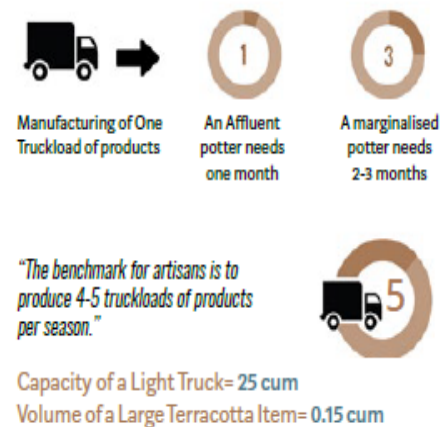 1
3
Manufacturing of One
Truckload of products
An Affluent
potter needs
one month
A marginalised
potter needs
2-3 months
“The benchmark for artisans is to
produce 4-5 truckloads of products
per season.”
5
Capacity of a Light Truck= 25 cum
Volume of a Large Terracotta Item= 0.15 cum